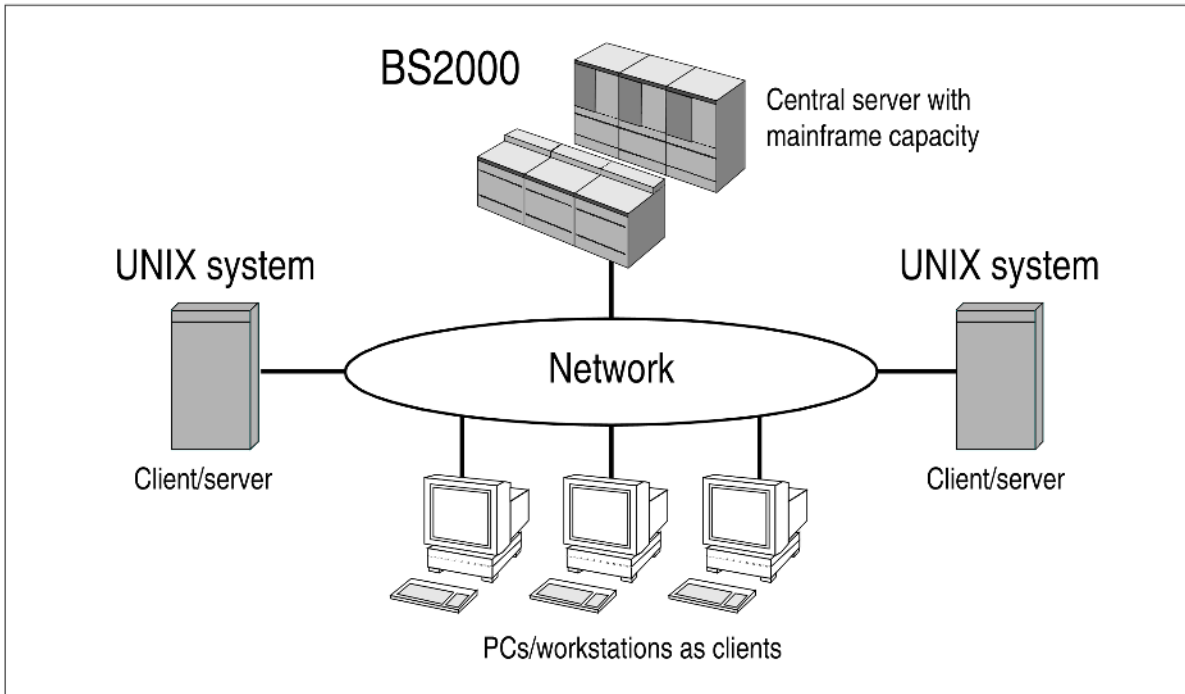 BS2000
Central server with
mainframe capacity
UNIX system
UNIX system
Network
Client/server
Client/server
PCs/workstations as clients